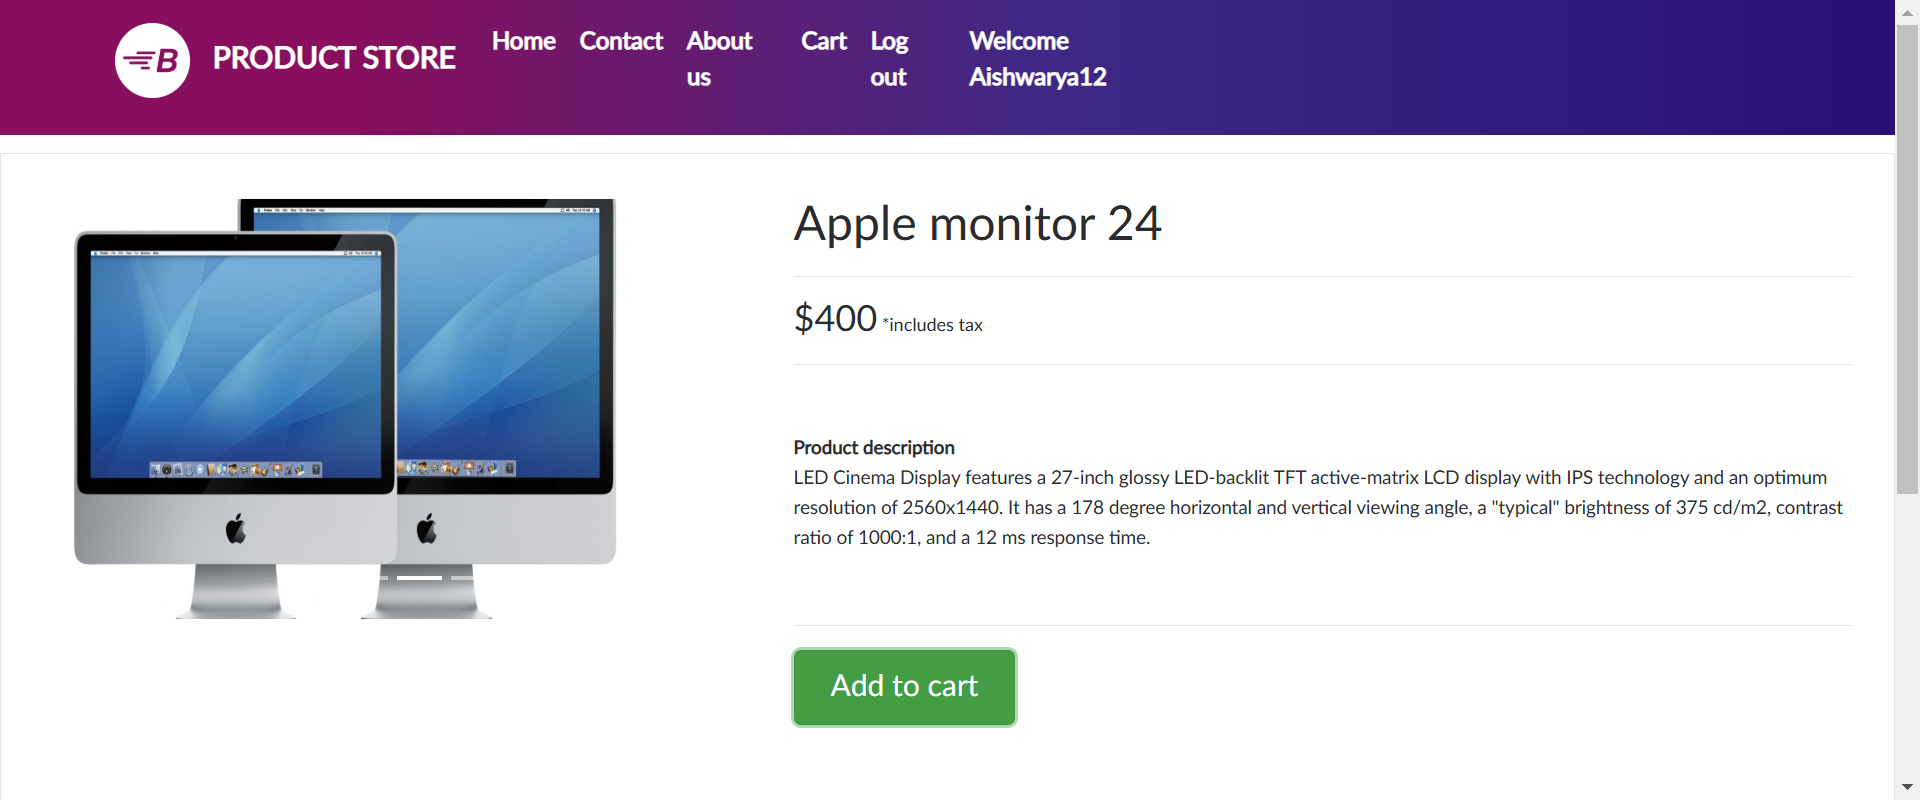 B PRODUCT STORE Home Contact About us Cart Log out Welcome Aishwarya12
Apple monitor 24
$400 *includes tax
Product description
LED Cinema Display features a 27-inch glossy LED-backlit TFT active-matrix LCD display with IPS technology and an optimum
resolution of 2560x1440. It has a 178 degree horizontal and vertical viewing angle, a "typical" brightness of 375 cd/m2, contrast
ratio of 1000:1, and a 12 ms response time.
Add to cart